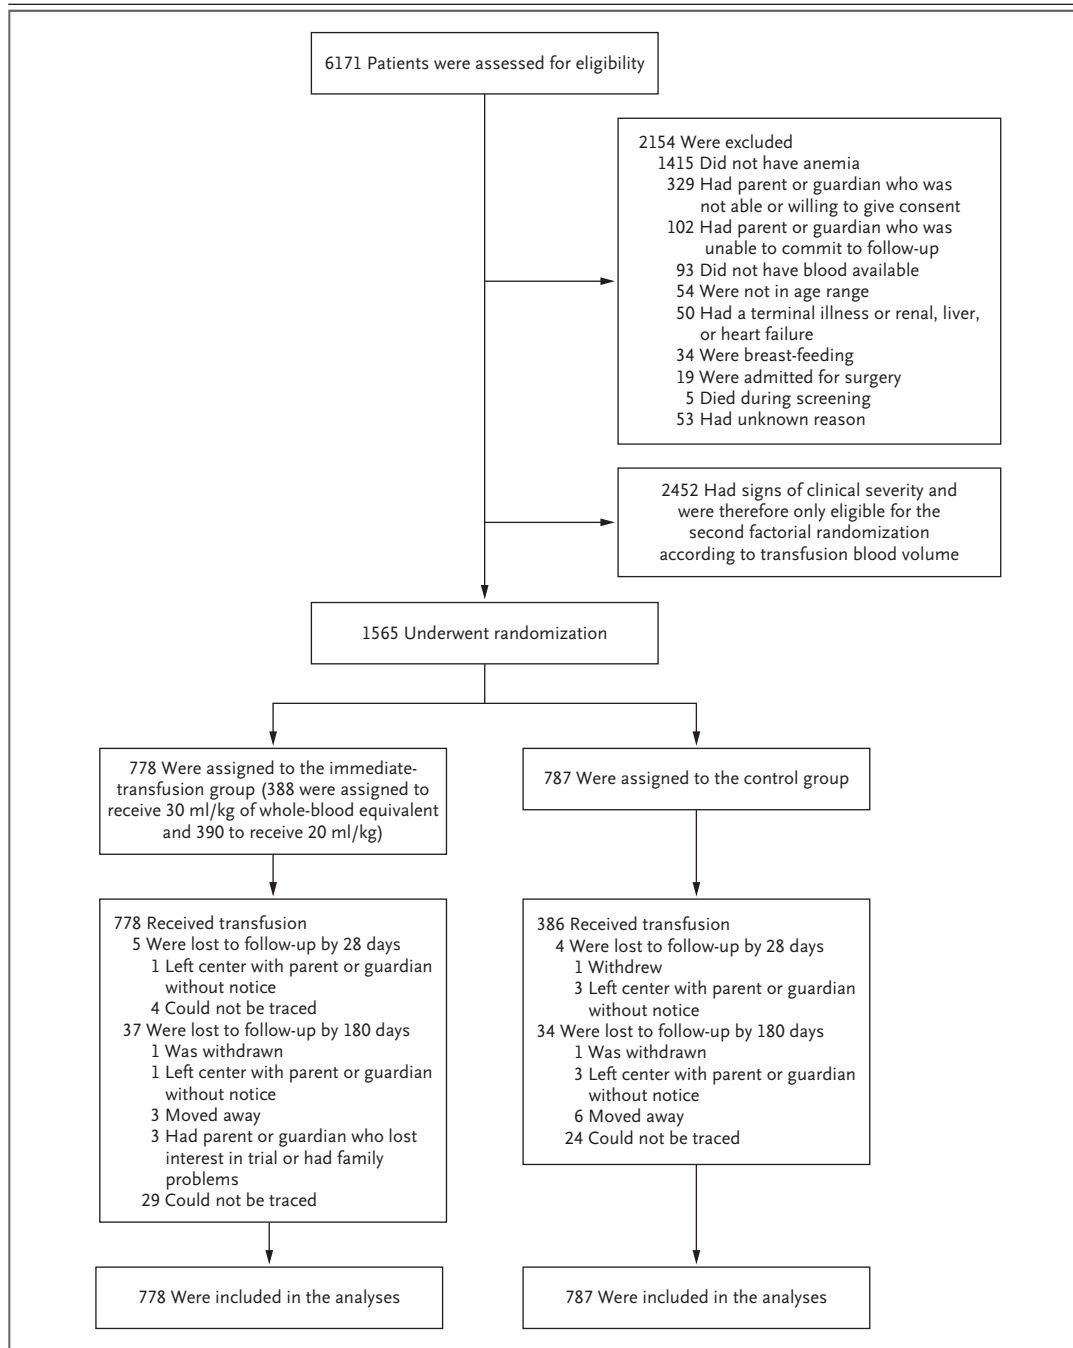 6171 Patients were assessed for eligibility
2154 Were excluded
1415 Did not have anemia
329 Had parent or guardian who was
not able or willing to give consent
102 Had parent or guardian who was
unable to commit to follow-up
93 Did not have blood available
54 Were not in age range
50 Had a terminal illness or renal, liver,
or heart failure
34 Were breast-feeding
19 Were admitted for surgery
5 Died during screening
53 Had unknown reason
2452 Had signs of clinical severity and
were therefore only eligible for the
second factorial randomization
according to transfusion blood volume
1565 Underwent randomization
778 Were assigned to the immediate-
transfusion group (388 were assigned to
receive 30 ml/kg of whole-blood equivalent
and 390 to receive 20 ml/kg)
787 Were assigned to the control group
778 Received transfusion
5 Were lost to follow-up by 28 days
1 Left center with parent or guardian
without notice
4 Could not be traced
37 Were lost to follow-up by 180 days
1 Was withdrawn
1 Left center with parent or guardian
without notice
3 Moved away
3 Had parent or guardian who lost
interest in trial or had family
problems
29 Could not be traced
386 Received transfusion
4 Were lost to follow-up by 28 days
1 Withdrew
3 Left center with parent or guardian
without notice
34 Were lost to follow-up by 180 days
1 Was withdrawn
3 Left center with parent or guardian
without notice
6 Moved away
24 Could not be traced
778 Were included in the analyses
787 Were included in the analyses